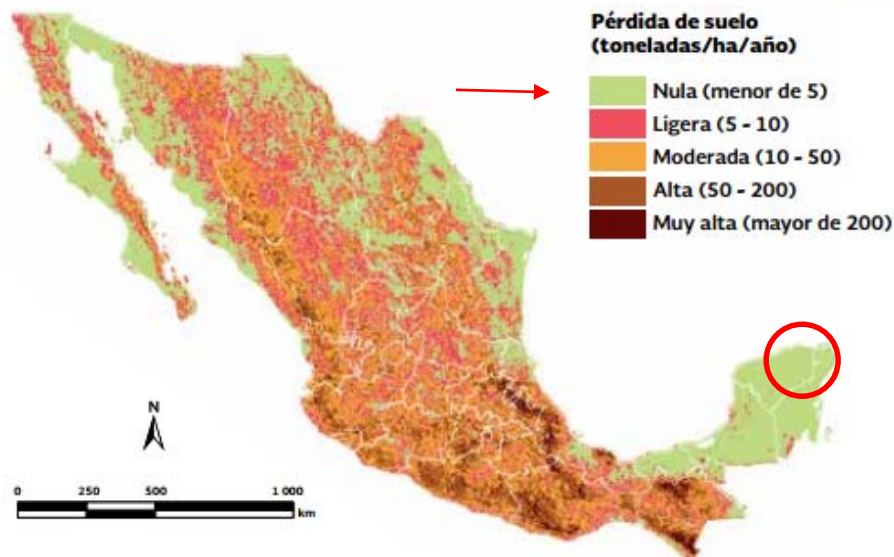 Pérdida de suelo
(toneladas/ha/año)
Nula (menor de 5)
Ligera (5 - 10)
Moderada (10 - 50)
Alta (50 - 200)
Muy alta (mayor de 200)
N
0 250 500 1 000
km